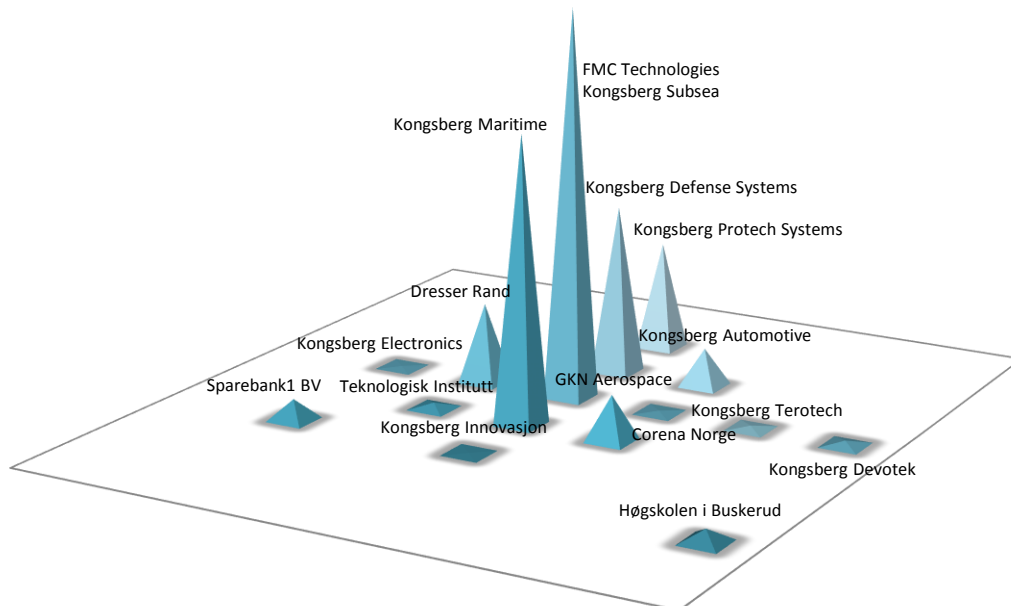 FMC Technologies
Kongsberg Subsea
Kongsberg Maritime
Kongsberg Defense Systems
Kongsberg Protech Systems
Dresser Rand
Kongsberg Automotive
Kongsberg Electronics
GKN Aerospace
Sparebank1 BV
Teknologisk Institutt
Kongsberg Terotech
Kongsberg Innovasjon
Corena Norge
Kongsberg Devotek
Høgskolen i Buskerud